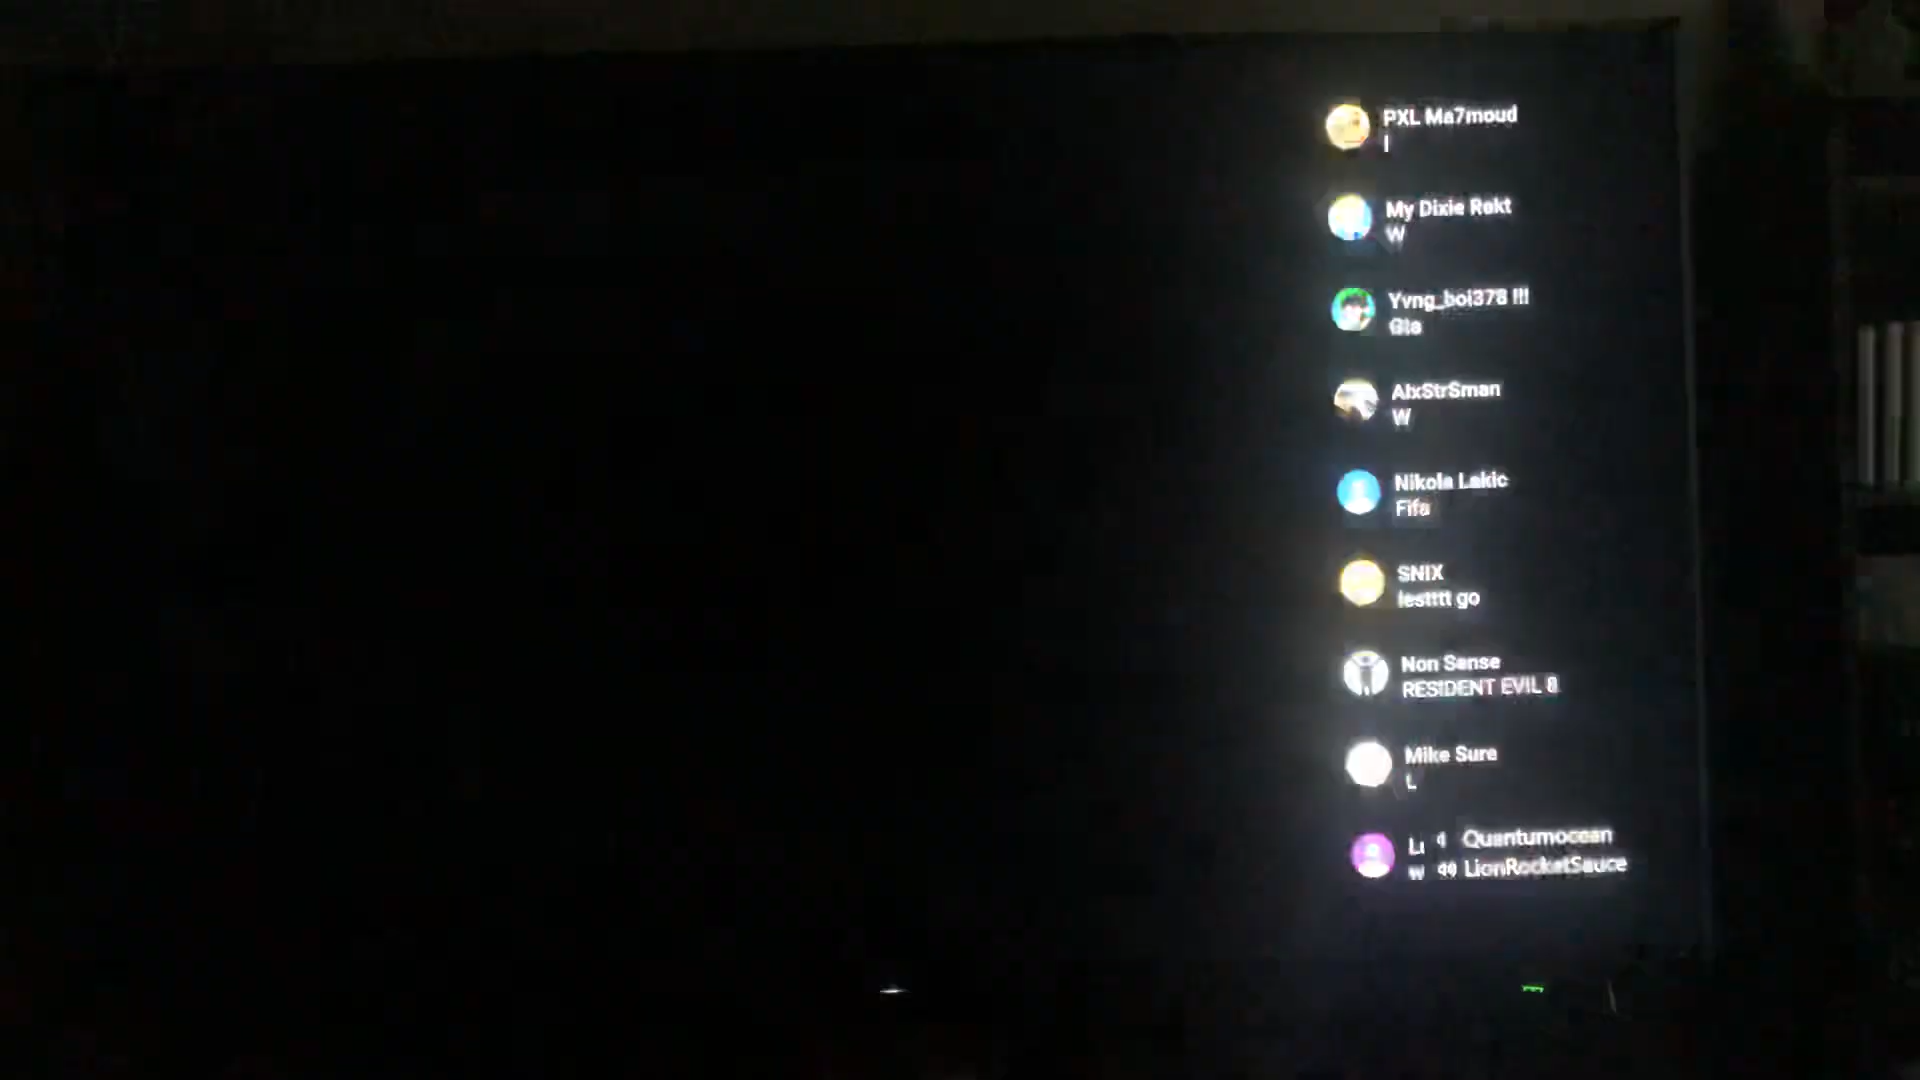 PXL Ma7moud
l
My Dixie Rekt
W
Yvng_boi378 !!!
Gta
AlxStrSman
W
Nikola Lakic
Fifa
SNIX
lestttt go
Non Sense
RESIDENT EVIL 8
Mike Sure
L
Lu Quantumocean
w LionRocketSauce